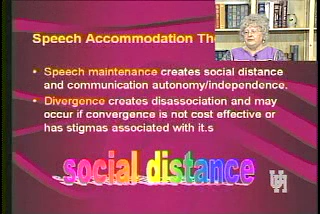 Speech Accommodation Th
• Speech maintenance creates social distance
and communication autonomy/independence.
• Divergence creates disassociation and may
occur if convergence is not cost effective or
has stigmas associated with it.s
social distance
UH